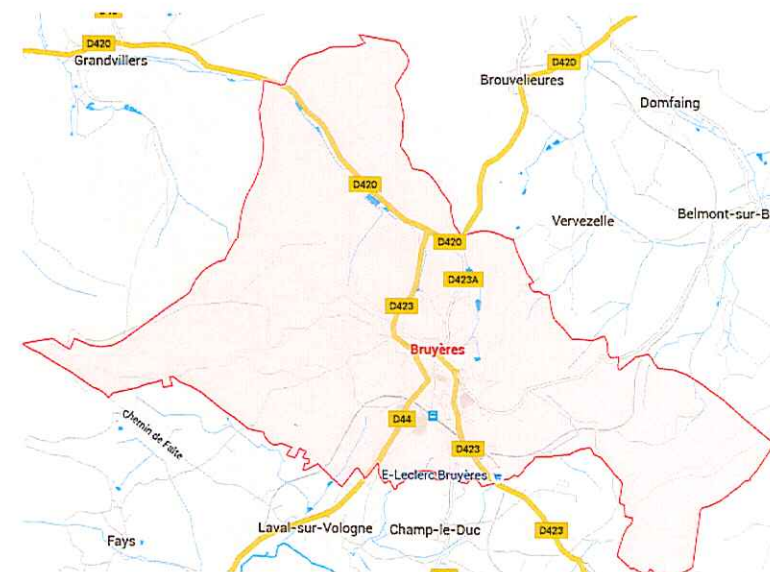 D420
Grandvillers
D420
Brouvelieures
Domfaing
D420
Vervezelle
Belmont-sur-B
D420
D423A
D423
Bruyères
D44
D423
E-Leclerc Bruyères
Chemin de Faîte
Laval-sur-Vologne
Champ-le-Duc
D423
Fays